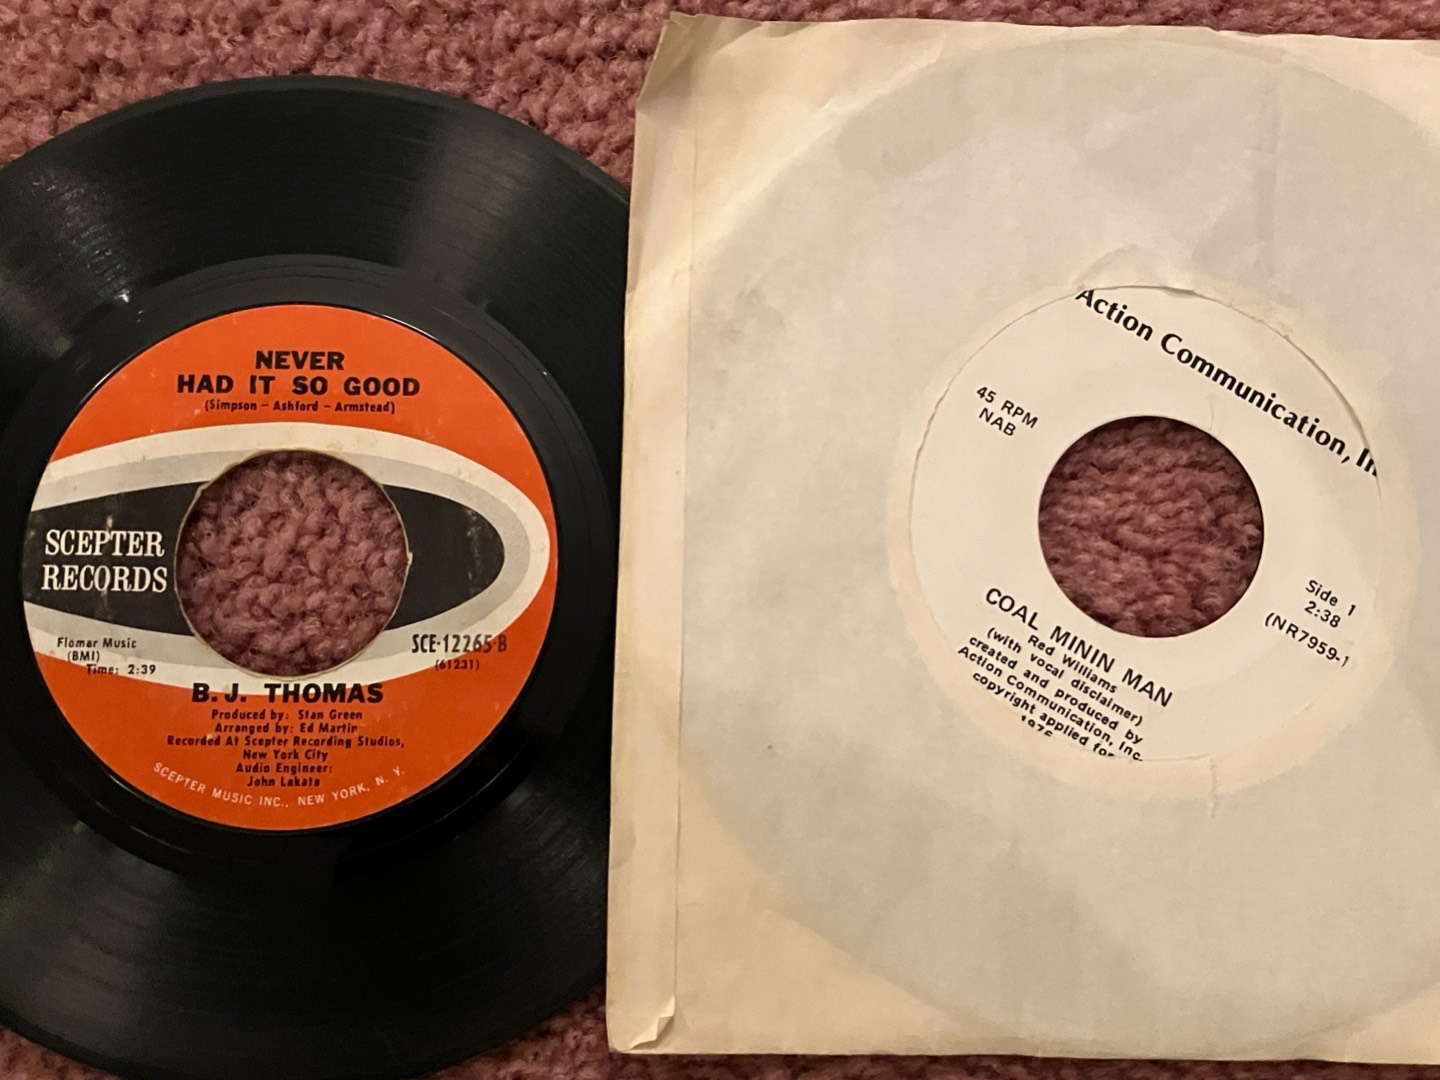 NEVER
HAD IT SO GOOD
(Simpson - Ashford - Armstead)
SCEPTER
RECORDS
Flomar Music
(BMI)
Time: 2:39
SCE-12265-B
(61231)
B. J. THOMAS
Produced by: Stan Green
Arranged by: Ed Martin
Recorded At Scepter Recording Studios,
New York City
Audio Engineer:
John Lakata
SCEPTER MUSIC INC., NEW YORK, N. Y.
Action Communication,
45 RPM
NAB
Side 1
2:38
(NR7959-1
COAL MININ MAN
Red Williams
(with vocal disclaimer)
created and produced by
Action Communication, Inc.
copyright applied for